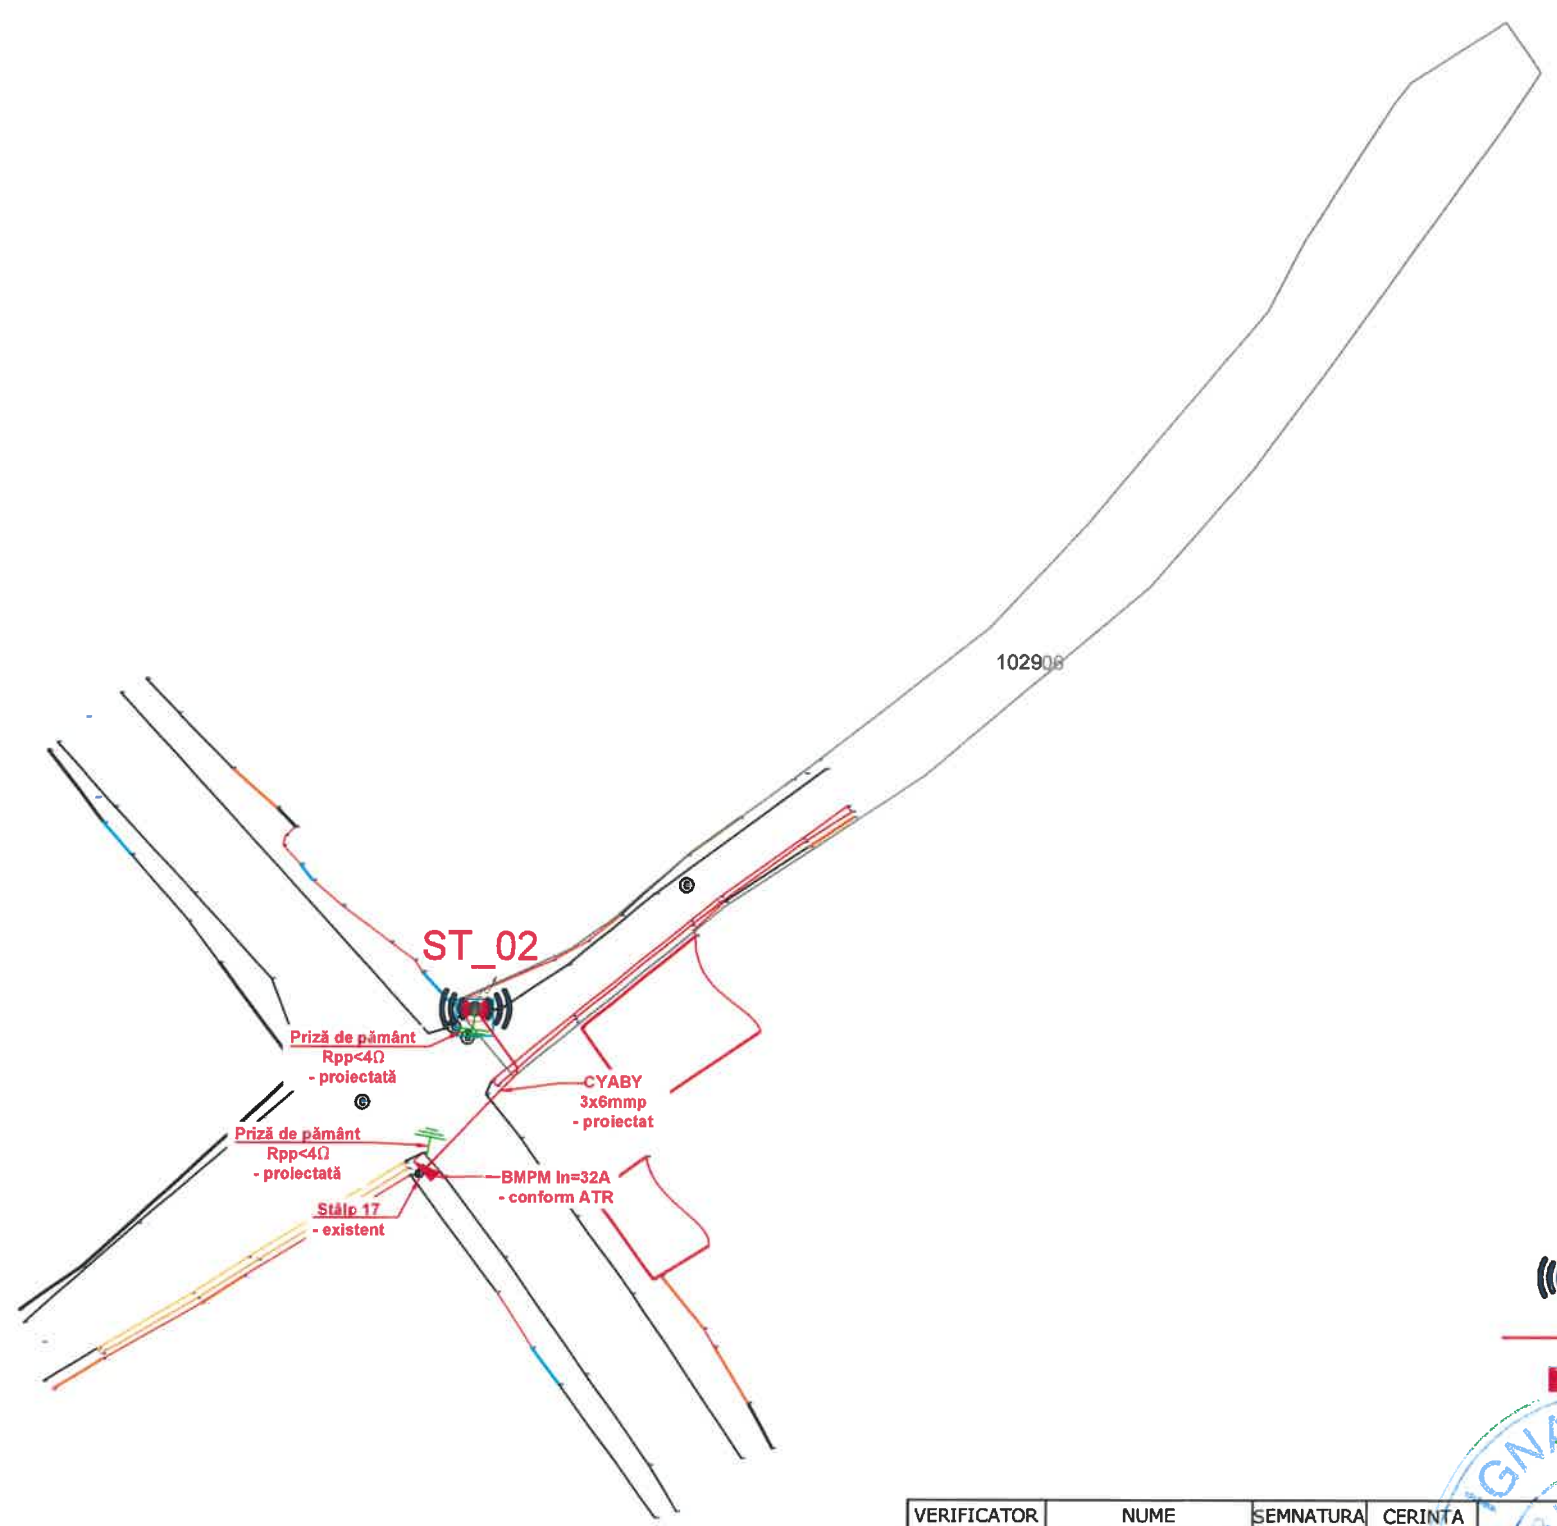 102906
ST_02
Priză de pământ
Rpp<4Ω
- proiectată
CYABY
3x6mmp
- proiectat
Priză de pământ
Rpp<4Ω
- proiectată
BMPM In=32A
- conform ATR
Stâlp 17
- existent
VERIFICATOR NUME SEMNATURA CERINTA